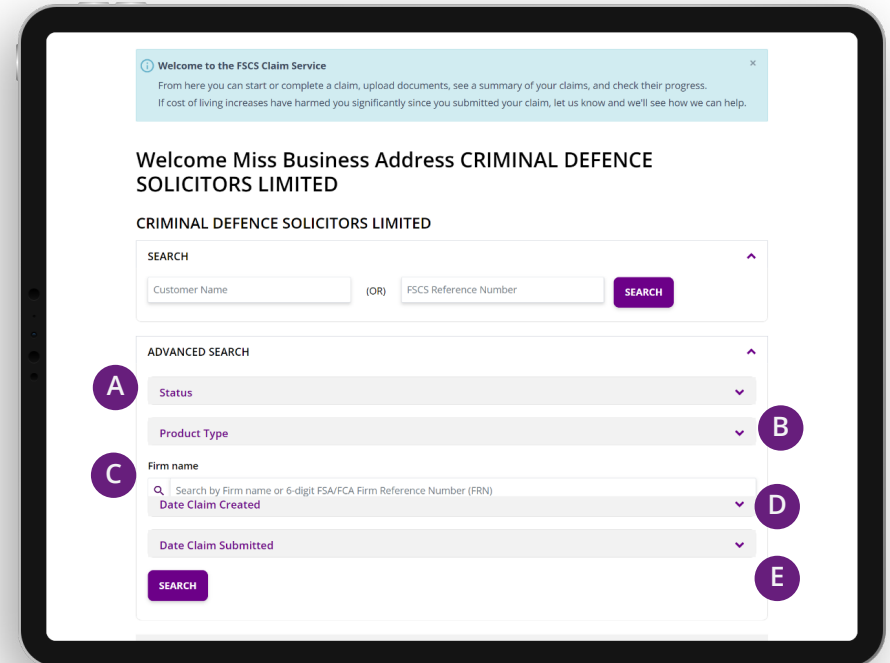 Welcome to the FSCS Claim Service
×
From here you can start or complete a claim, upload documents, see a summary of your claims, and check their progress.
If cost of living increases have harmed you significantly since you submitted your claim, let us know and we'll see how we can help.
Welcome Miss Business Address CRIMINAL DEFENCE
SOLICITORS LIMITED
CRIMINAL DEFENCE SOLICITORS LIMITED
SEARCH
Customer Name (OR) FSCS Reference Number SEARCH
ADVANCED SEARCH
A Status
Product Type B
C Firm name
Search by Firm name or 6-digit FSA/FCA Firm Reference Number (FRN)
Date Claim Created D
Date Claim Submitted
E
SEARCH